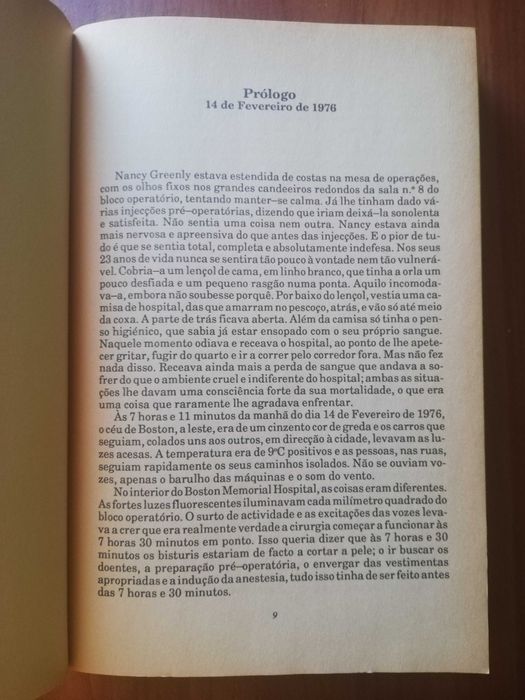 Prólogo
14 de Fevereiro de 1976
Nancy Greenly estava estendida de costas na mesa de operações,
com os olhos fixos nos grandes candeeiros redondos da sala n.º 8 do
bloco operatório, tentando manter-se calma. Já lhe tinham dado vá-
rias injecções pré-operatórias, dizendo que iriam deixá-la sonolenta
e satisfeita. Não sentia uma coisa nem outra. Nancy estava ainda
mais nervosa e apreensiva do que antes das injecções. E o pior de tu-
do é que se sentia total, completa e absolutamente indefesa. Nos seus
23 anos de vida nunca se sentira tão pouco à vontade nem tão vulnerá-
vel. Cobria-a um lençol de cama, em linho branco, que tinha a orla um
pouco desfiada e um pequeno rasgão numa ponta. Aquilo incomoda-
va-a, embora não soubesse porquê. Por baixo do lençol, vestia uma
camisa de hospital, das que amarram no pescoço, atrás, e vão só até meio
da coxa. A parte de trás ficava aberta. Além da camisa só tinha o pen-
so higiénico, que sabia já estar ensopado com o seu próprio sangue.
Naquele momento odiava e receava o hospital, ao ponto de lhe ape-
tecer gritar, fugir do quarto e ir a correr pelo corredor fora. Mas não fez
nada disso. Receava ainda mais a perda de sangue que andava a so-
frer do que o ambiente cruel e indiferente do hospital; ambas as situa-
ções lhe davam uma consciência forte da sua mortalidade, o que era
uma coisa que raramente lhe agradava enfrentar.
Às 7 horas e 11 minutos da manhã do dia 14 de Fevereiro de 1976,
o céu de Boston, a leste, era de um cinzento cor de greda e os carros que
seguiam, colados uns aos outros, em direcção à cidade, levavam as lu-
zes acesas. A temperatura era de 9ºC positivos e as pessoas, nas ruas,
seguiam rapidamente os seus caminhos isolados. Não se ouviam vo-
zes, apenas o barulho das máquinas e o som do vento.
No interior do Boston Memorial Hospital, as coisas eram diferentes.
As fortes luzes fluorescentes iluminavam cada milímetro quadrado do
bloco operatório. O surto de actividade e as excitações das vozes leva-
va a crer que era realmente verdade a cirurgia começar a funcionar às
7 horas 30 minutos em ponto. Isso queria dizer que às 7 horas e 30
minutos os bisturis estariam de facto a cortar a pele; o ir buscar os
doentes, a preparação pré-operatória, o envergar das vestimentas
apropriadas e a indução da anestesia, tudo isso tinha de ser feito antes
das 7 horas e 30 minutos.
9